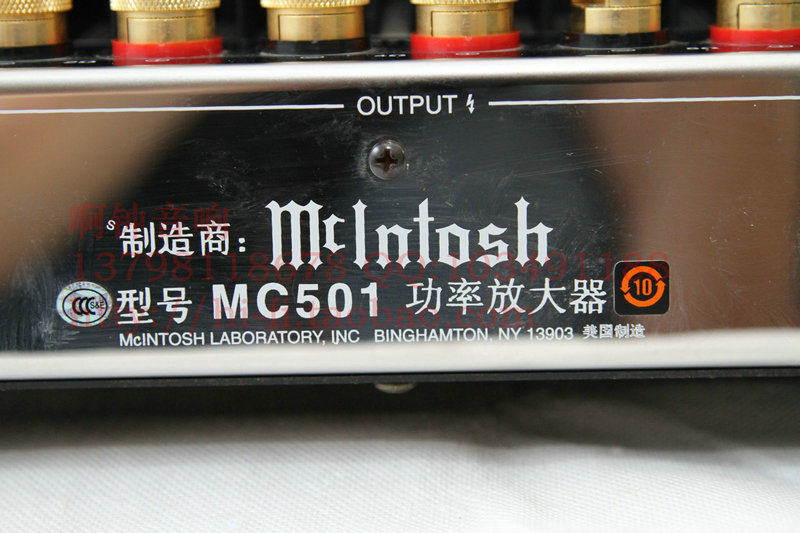 OUTPUT
制造商：McIntosh
CCC S&E 型号 MC501 功率放大器 10
McINTOSH LABORATORY, INC BINGHAMTON, NY 13903 美国制造